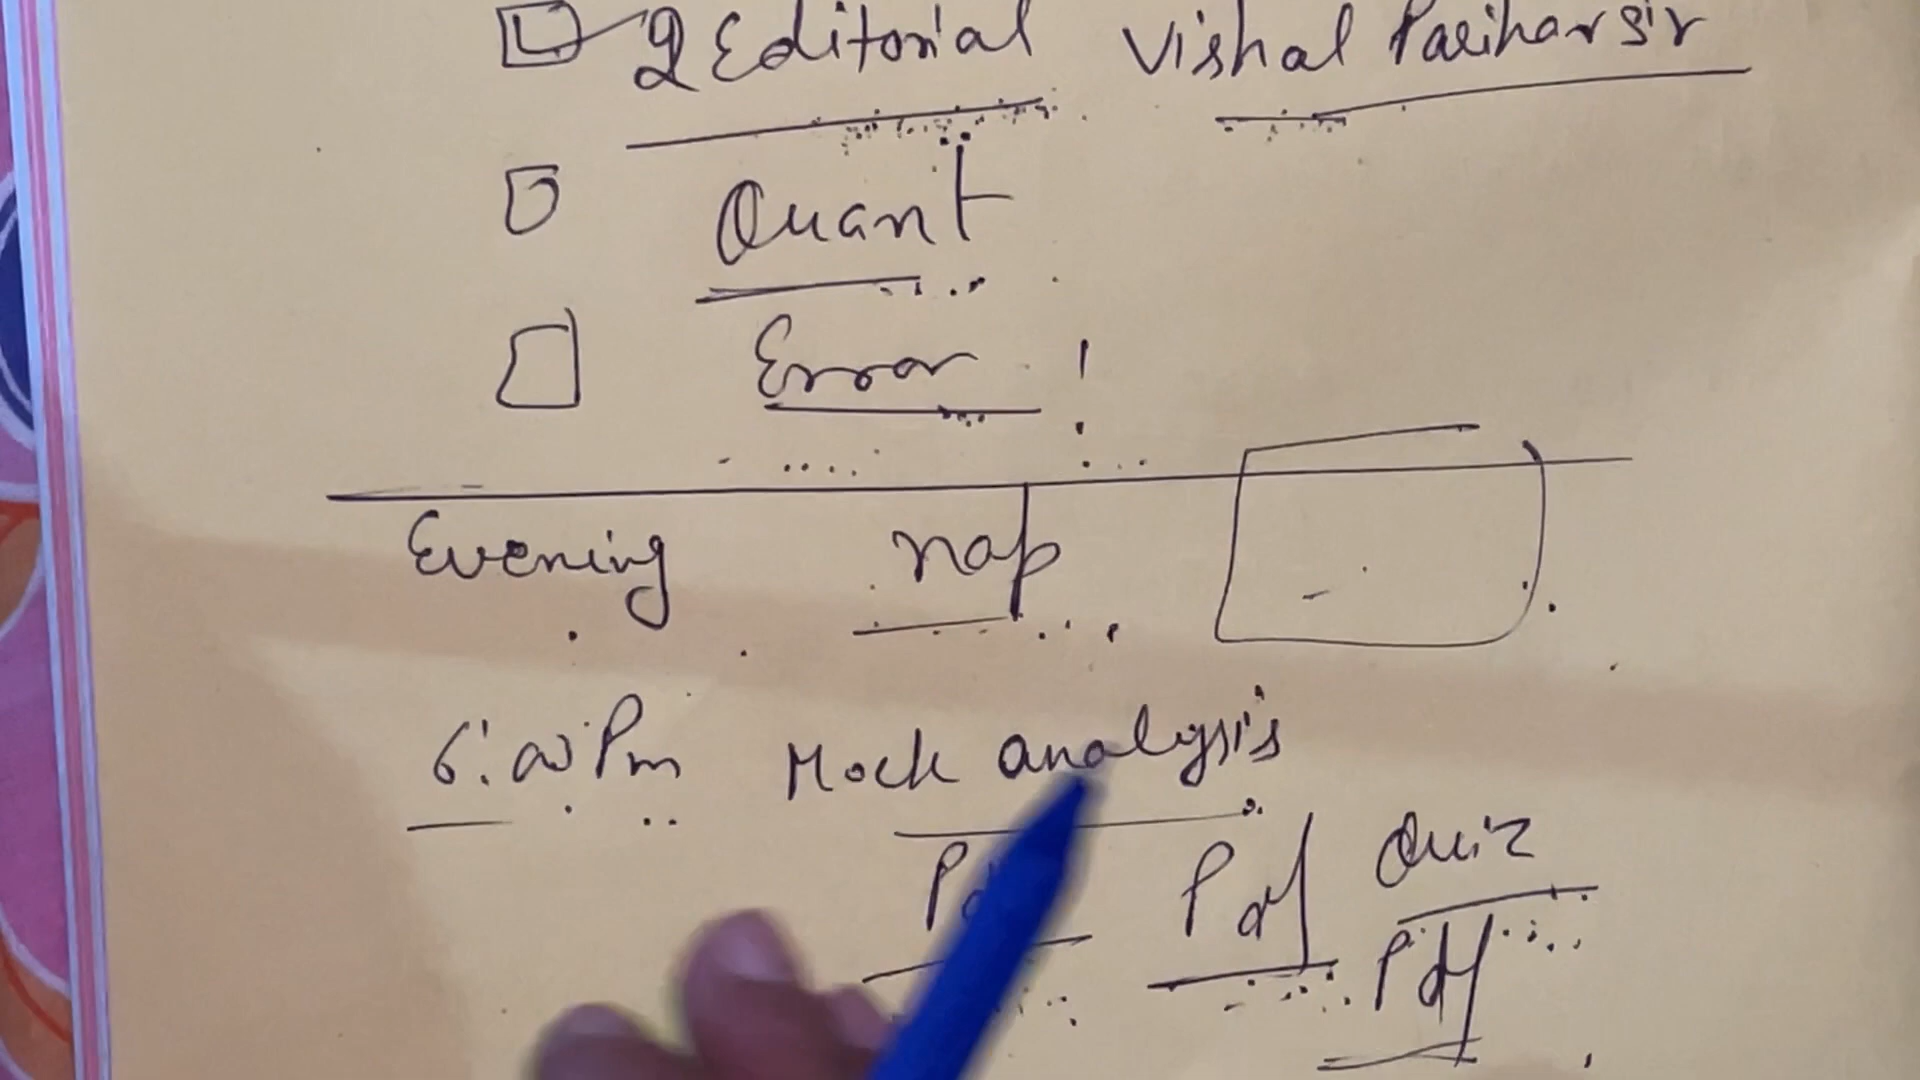 2 Editorial Vishal Parihar sir
Quant
Error !
Evening nap
6:00 Pm Mock analysis
Pdf Quiz
Pdf